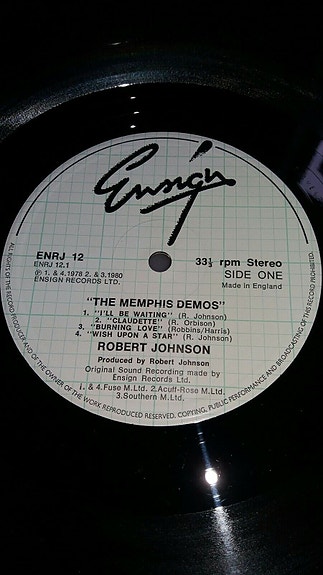 Ensign
ENRJ 12
ENRJ 12.1
℗ 1. & 4.1978 2. & 3.1980
ENSIGN RECORDS LTD.
33⅓ rpm Stereo
SIDE ONE
Made in England
"THE MEMPHIS DEMOS"
1. "I'LL BE WAITING" (R. Johnson)
2. "CLAUDETTE" (R. Orbison)
3. "BURNING LOVE" (Robbins/Harris)
4. "WISH UPON A STAR" (R. Johnson)
ROBERT JOHNSON
Produced by Robert Johnson
Original Sound Recording made by
Ensign Records Ltd.
1. & 4.Fuse M.Ltd. 2.Acuff-Rose M.Ltd.
3.Southern M.Ltd.
ALL RIGHTS OF THE RECORD PRODUCER AND OF THE OWNER OF THE WORK REPRODUCED RESERVED. COPYING, PUBLIC PERFORMANCE AND BROADCASTING OF THIS RECORD PROHIBITED.